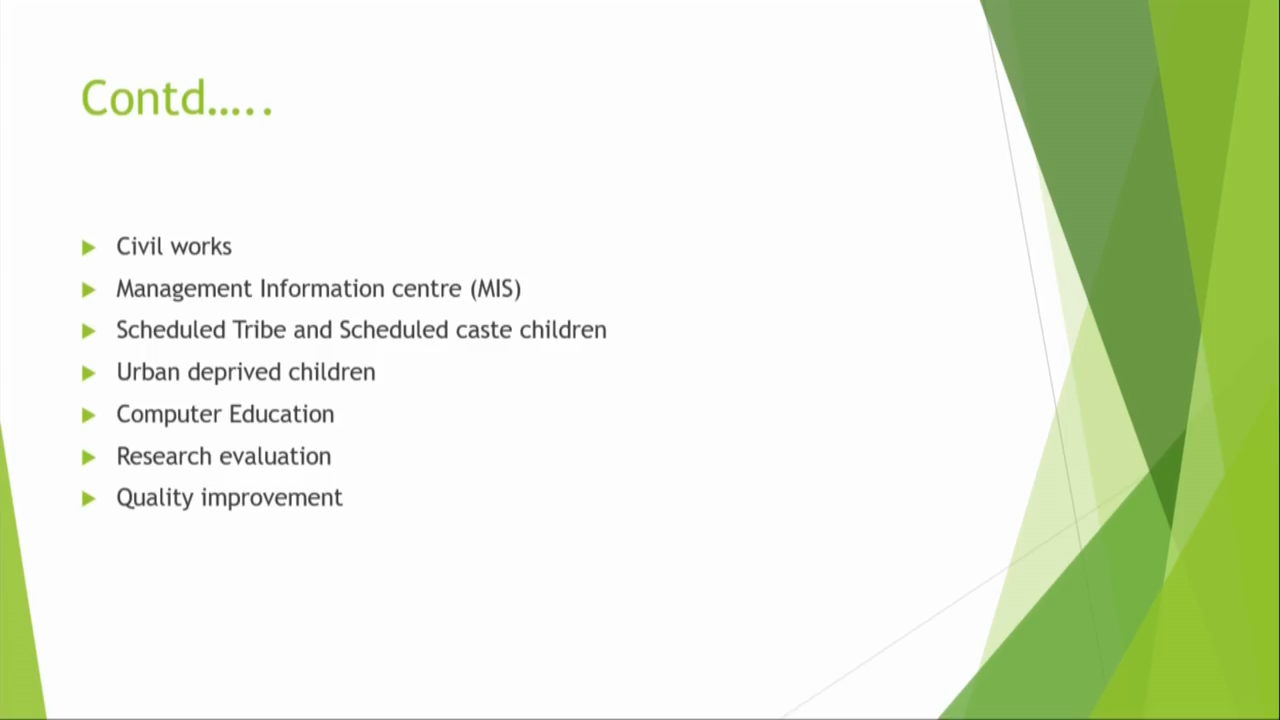 Contd.....
Civil works
Management Information centre (MIS)
Scheduled Tribe and Scheduled caste children
Urban deprived children
Computer Education
Research evaluation
Quality improvement